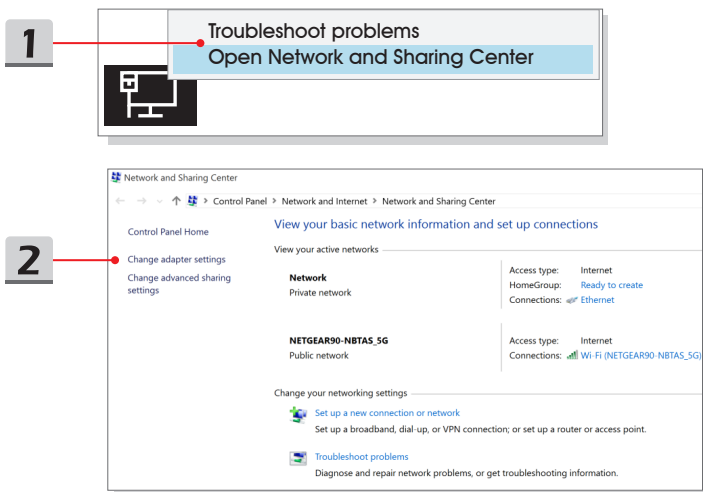 1
Troubleshoot problems
Open Network and Sharing Center
2
Network and Sharing Center
Control Panel > Network and Internet > Network and Sharing Center
Control Panel Home
Change adapter settings
Change advanced sharing
settings
View your basic network information and set up connections
View your active networks
Network
Private network
Access type: Internet
HomeGroup: Ready to create
Connections: Ethernet
NETGEAR90-NBTAS_5G
Public network
Access type: Internet
Connections: Wi-Fi (NETGEAR90-NBTAS_5G)
Change your networking settings
Set up a new connection or network
Set up a broadband, dial-up, or VPN connection; or set up a router or access point.
Troubleshoot problems
Diagnose and repair network problems, or get troubleshooting information.